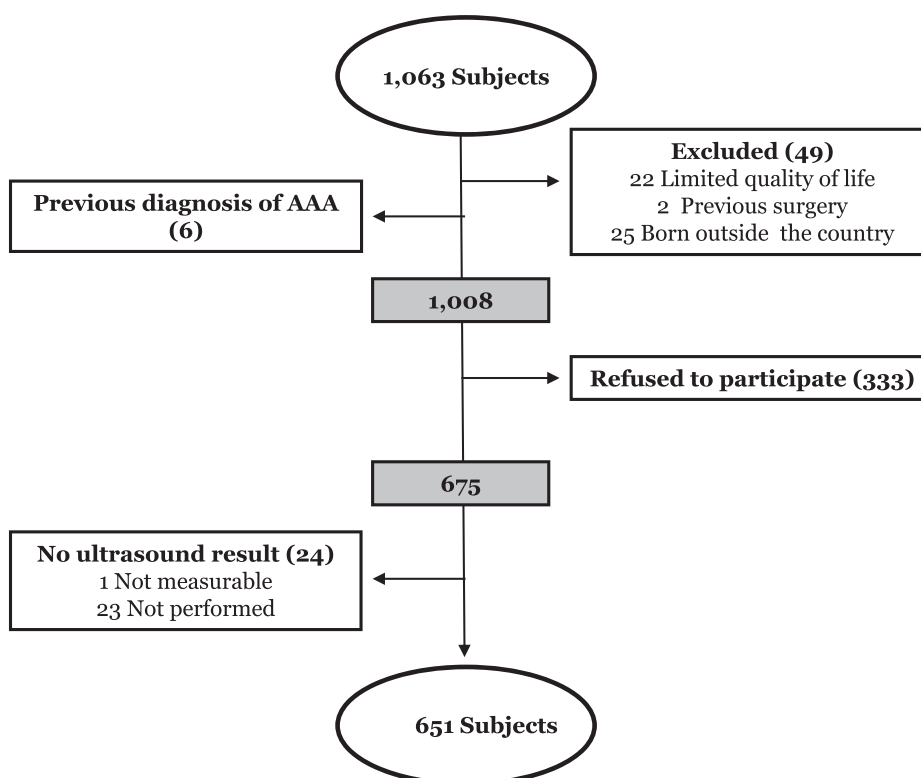 1,063 Subjects
Excluded (49)
22 Limited quality of life
2 Previous surgery
25 Born outside the country
Previous diagnosis of AAA
(6)
1,008
Refused to participate (333)
675
No ultrasound result (24)
1 Not measurable
23 Not performed
651 Subjects